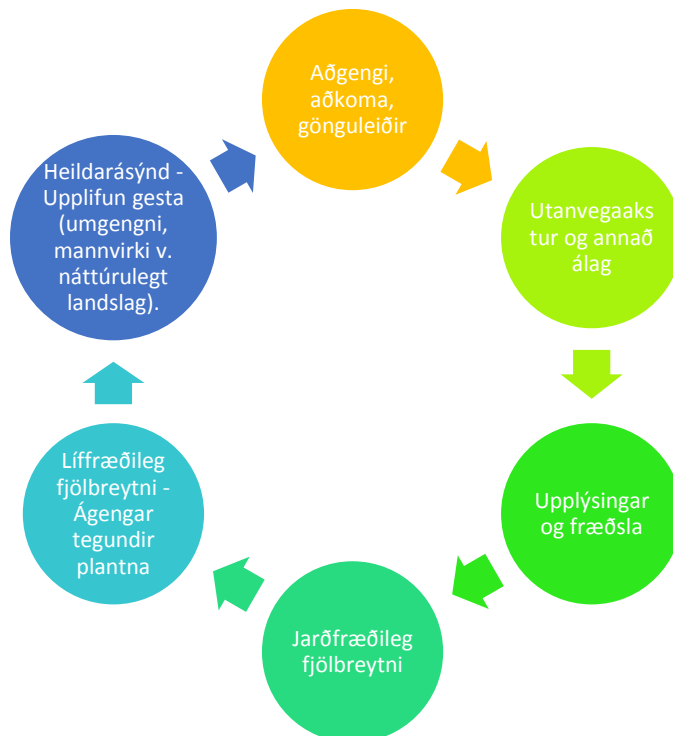 Aðgengi,
aðkoma,
gönguleiðir
Utanvegaaks
tur og annað
álag
Upplýsingar
og fræðsla
Jarðfræðileg
fjölbreytni
Líffræðileg
fjölbreytni -
Ágengar
tegundir
plantna
Heildarásýnd -
Upplifun gesta
(umgengni,
mannvirki v.
náttúrulegt
landslag).